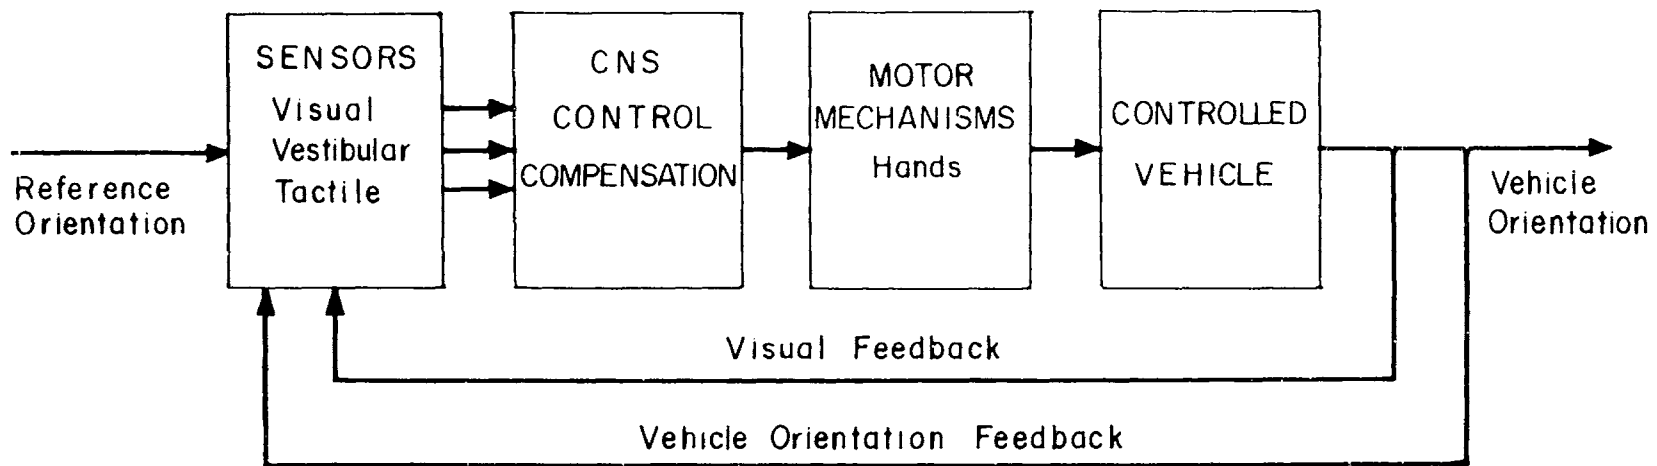 SENSORS
Visual
Vestibular
Tactile
CNS
CONTROL
COMPENSATION
MOTOR
MECHANISMS
Hands
CONTROLLED
VEHICLE
Reference
Orientation
Vehicle
Orientation
Visual Feedback
Vehicle Orientation Feedback